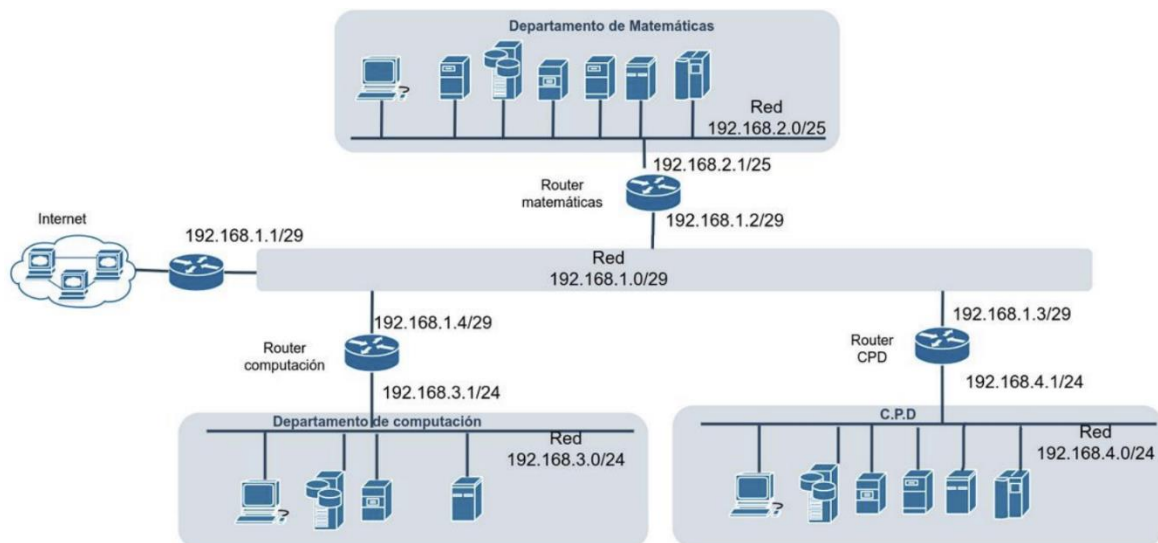 Departamento de Matemáticas
?
Red
192.168.2.0/25
192.168.2.1/25
Router
matemáticas
192.168.1.2/29
Internet
192.168.1.1/29
Red
192.168.1.0/29
192.168.1.4/29
Router
computación
192.168.3.1/24
192.168.1.3/29
Router
CPD
192.168.4.1/24
Departamento de computación
Red
192.168.3.0/24
?
C.P.D
Red
192.168.4.0/24
?